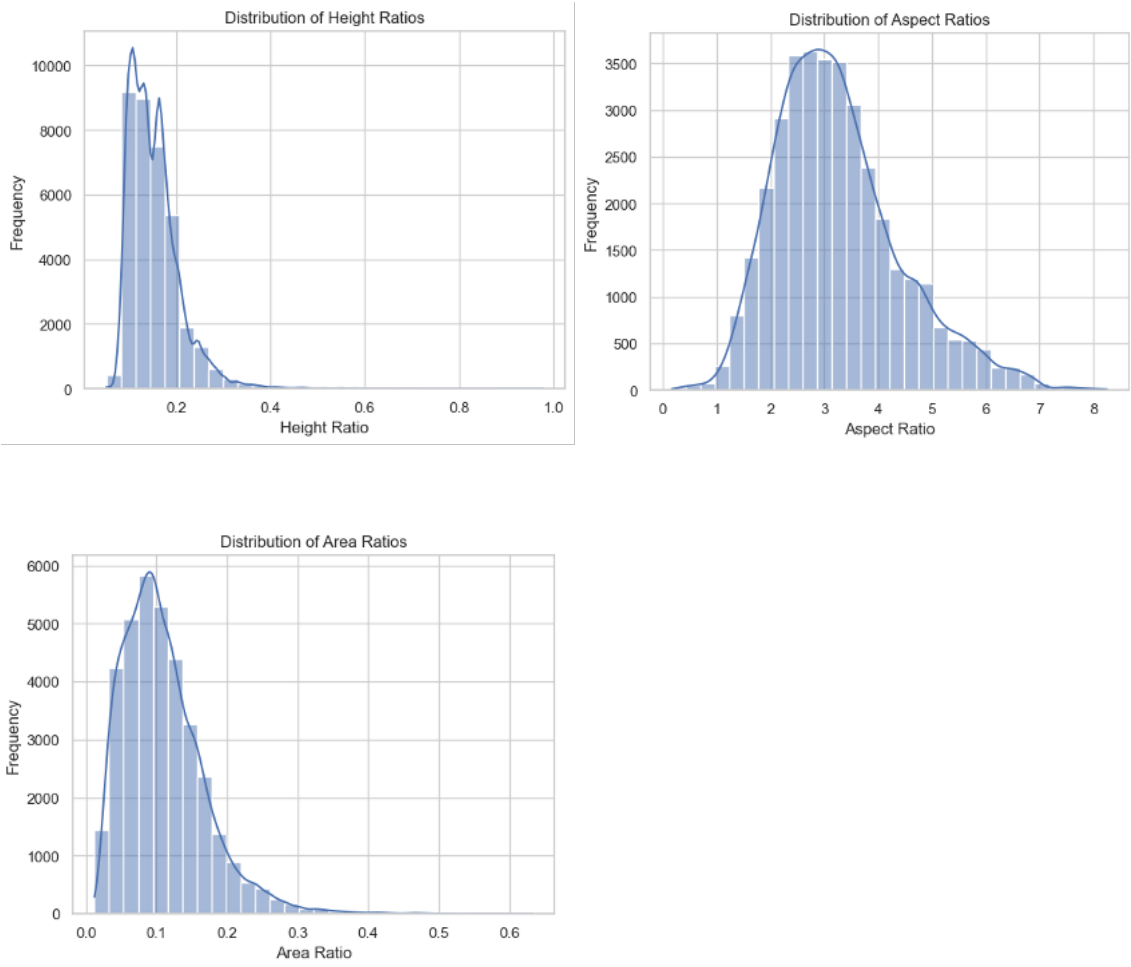 Distribution of Height Ratios
10000
8000
6000
4000
2000
0
Frequency
0.2 0.4 0.6 0.8 1.0
Height Ratio
Distribution of Aspect Ratios
3500
3000
2500
2000
1500
1000
500
0
Frequency
0 1 2 3 4 5 6 7 8
Aspect Ratio
Distribution of Area Ratios
6000
5000
4000
3000
2000
1000
0
Frequency
0.0 0.1 0.2 0.3 0.4 0.5 0.6
Area Ratio